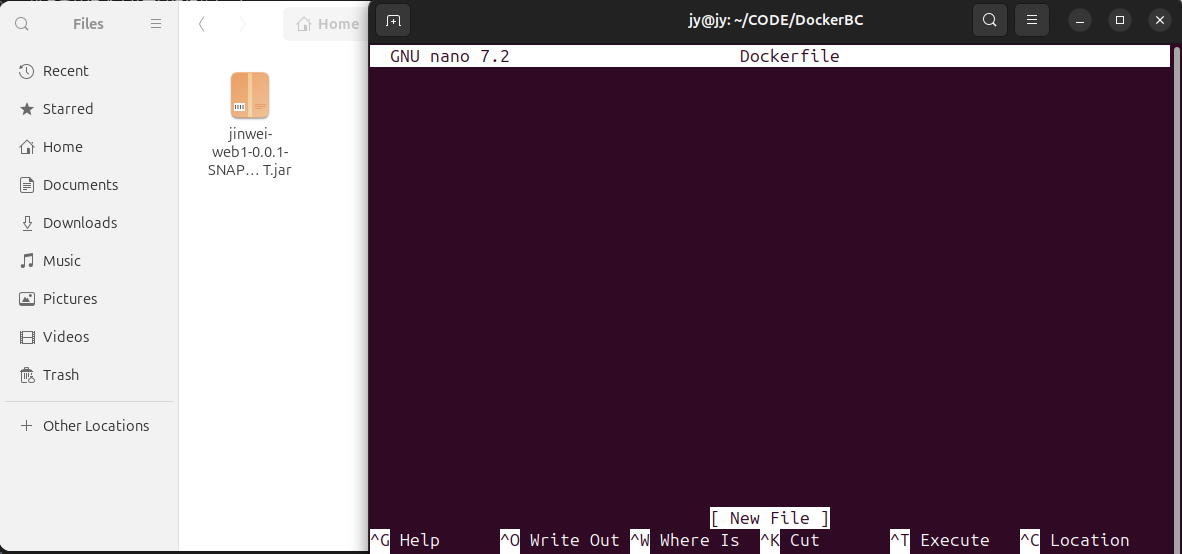 Files
Recent
Starred
Home
Documents
Downloads
Music
Pictures
Videos
Trash
Other Locations
Home
jinwei-
web1-0.0.1-
SNAP… T.jar
jy@jy: ~/CODE/DockerBC
GNU nano 7.2 Dockerfile
[ New File ]
^G Help ^O Write Out ^W Where Is ^K Cut ^T Execute ^C Location